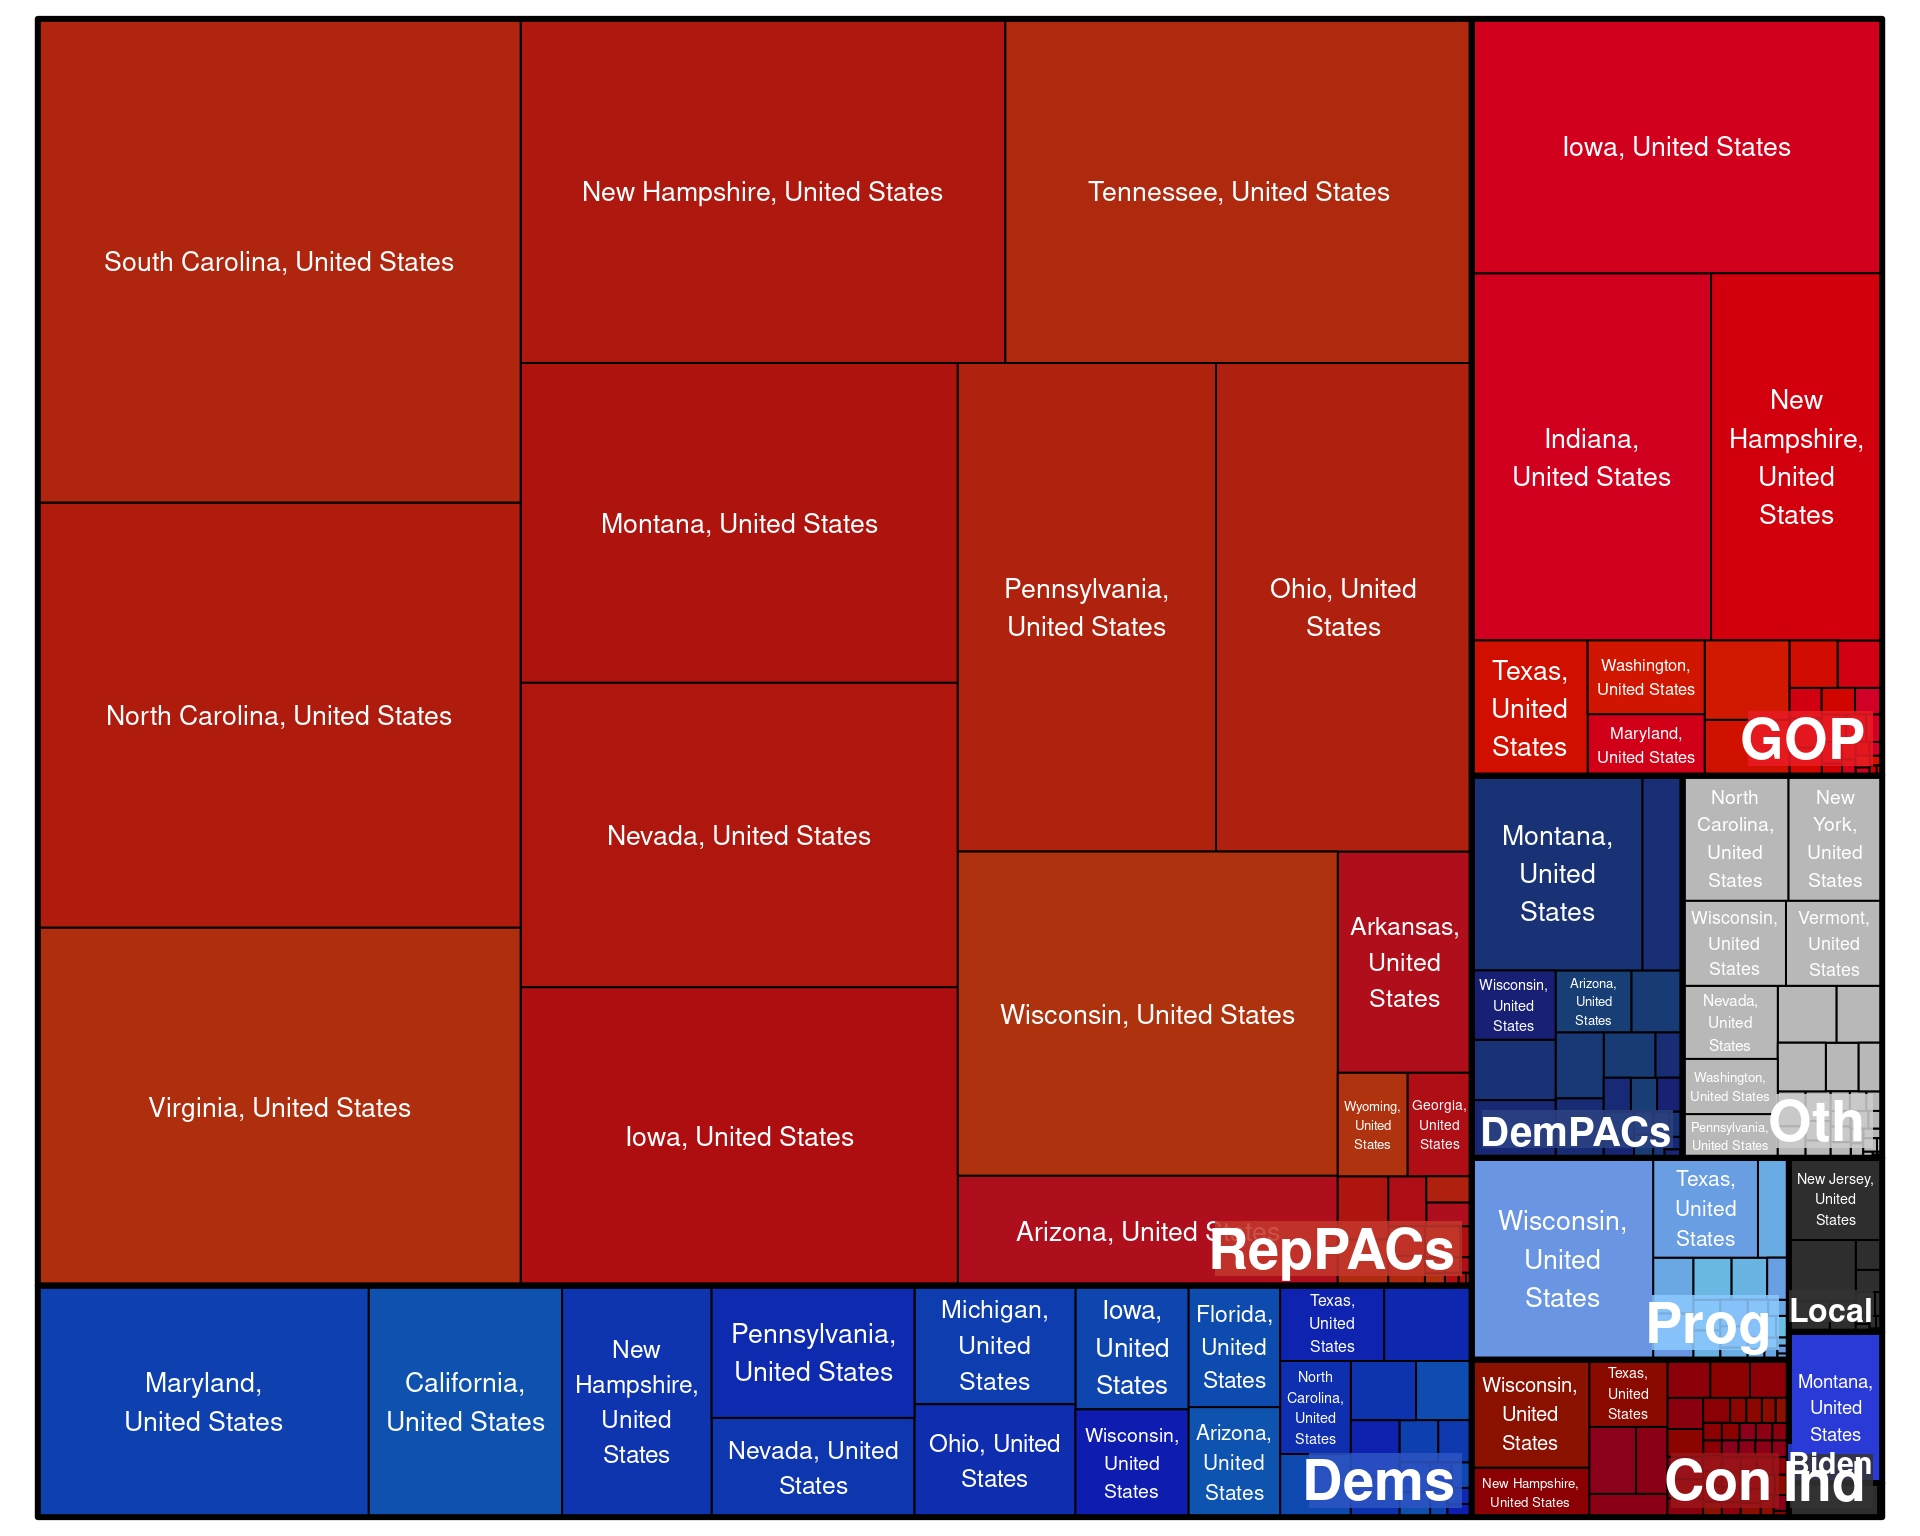 South Carolina, United States
North Carolina, United States
Virginia, United States
New Hampshire, United States
Tennessee, United States
Montana, United States
Nevada, United States
Iowa, United States
Pennsylvania,
United States
Ohio, United
States
Wisconsin, United States
Arkansas,
United
States
Wyoming,
United
States
Georgia,
United
States
Arizona, United States
RepPACs
Iowa, United States
Indiana,
United States
New
Hampshire,
United
States
Texas,
United
States
Washington,
United States
Maryland,
United States
GOP
Montana,
United
States
Wisconsin,
United
States
Arizona,
United
States
DemPACs
North
Carolina,
United
States
New
York,
United
States
Wisconsin,
United
States
Vermont,
United
States
Nevada,
United
States
Washington,
United States
Pennsylvania,
United States
Oth
Wisconsin,
United
States
Texas,
United
States
Prog
New Jersey,
United
States
Local
Maryland,
United States
California,
United States
New
Hampshire,
United
States
Pennsylvania,
United States
Nevada, United
States
Michigan,
United
States
Ohio, United
States
Iowa,
United
States
Wisconsin,
United
States
Florida,
United
States
Arizona,
United
States
Texas,
United
States
North
Carolina,
United
States
Dems
Wisconsin,
United
States
New Hampshire,
United States
Texas,
United
States
Con
Montana,
United
States
Biden
Ind